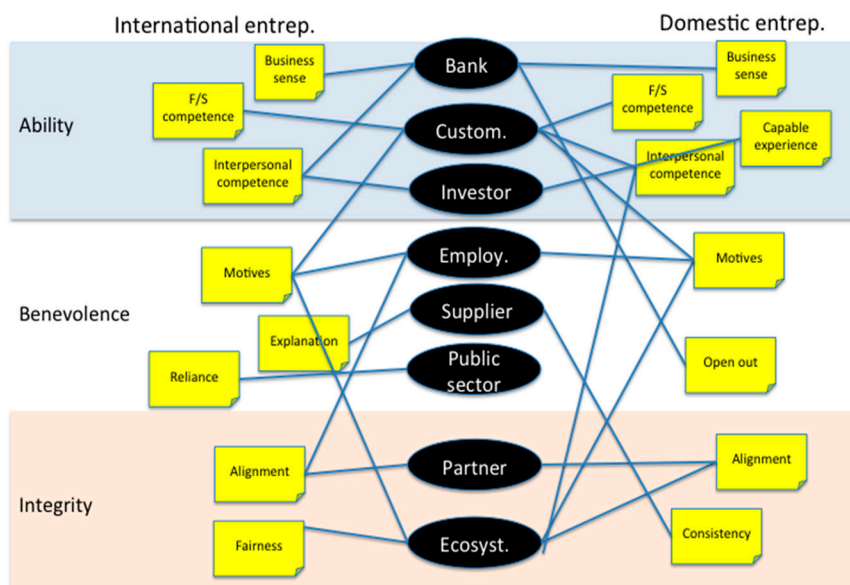 International entrep.
Domestic entrep.
Ability
Business
sense
F/S
competence
Interpersonal
competence
Bank
Custom.
Investor
Business
sense
F/S
competence
Capable
experience
Interpersonal
competence
Benevolence
Motives
Explanation
Reliance
Employ.
Supplier
Public
sector
Motives
Open out
Integrity
Alignment
Fairness
Partner
Ecosyst.
Alignment
Consistency